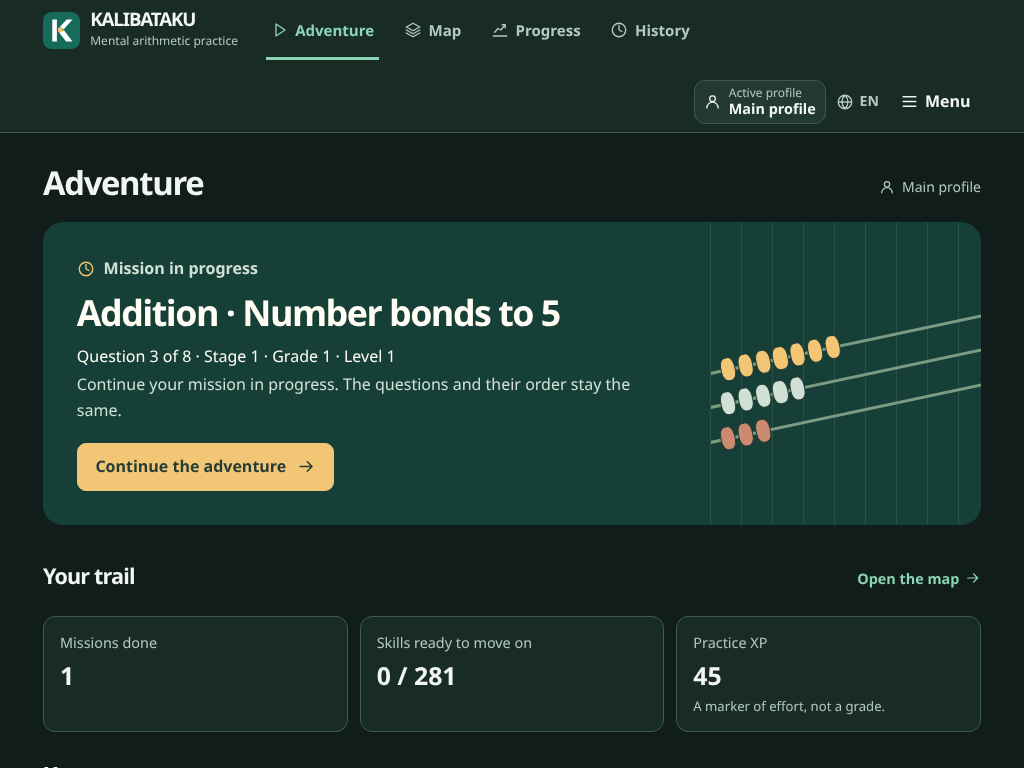 KALIBATAKU
Mental arithmetic practice
Adventure
Map
Progress
History
Active profile
Main profile
EN
Menu
Adventure
Main profile
Mission in progress
Addition · Number bonds to 5
Question 3 of 8 · Stage 1 · Grade 1 · Level 1
Continue your mission in progress. The questions and their order stay the
same.
Continue the adventure
Your trail
Open the map
Missions done
1
Skills ready to move on
0 / 281
Practice XP
45
A marker of effort, not a grade.